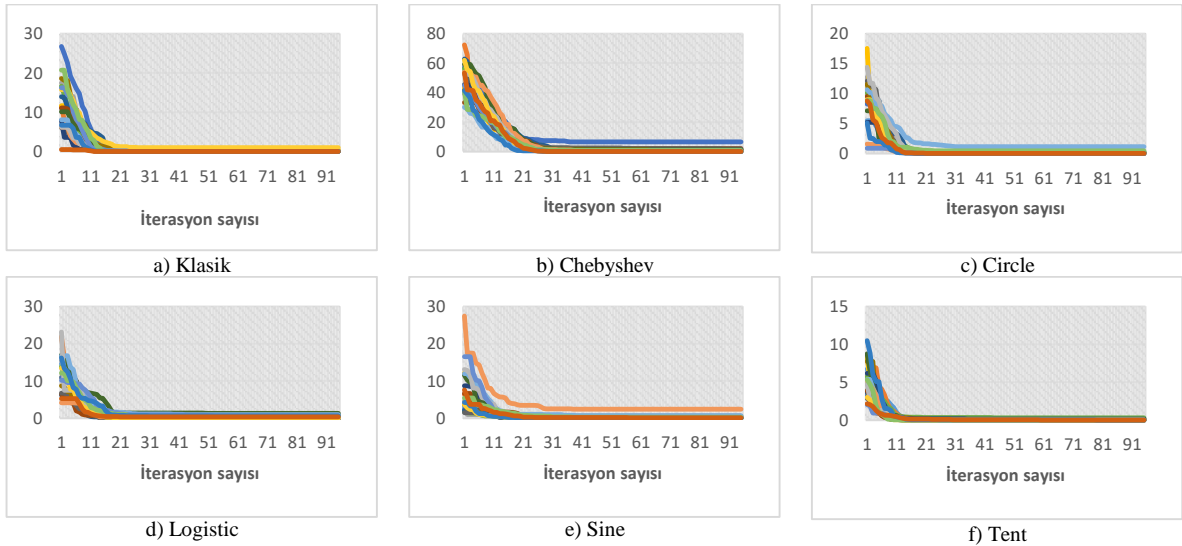 30
20
10
0
1 11 21 31 41 51 61 71 81 91
İterasyon sayısı
a) Klasik
80
60
40
20
0
1 11 21 31 41 51 61 71 81 91
İterasyon sayısı
b) Chebyshev
20
15
10
5
0
1 11 21 31 41 51 61 71 81 91
İterasyon sayısı
c) Circle
30
20
10
0
1 11 21 31 41 51 61 71 81 91
İterasyon sayısı
d) Logistic
30
20
10
0
1 11 21 31 41 51 61 71 81 91
İterasyon sayısı
e) Sine
15
10
5
0
1 11 21 31 41 51 61 71 81 91
İterasyon sayısı
f) Tent